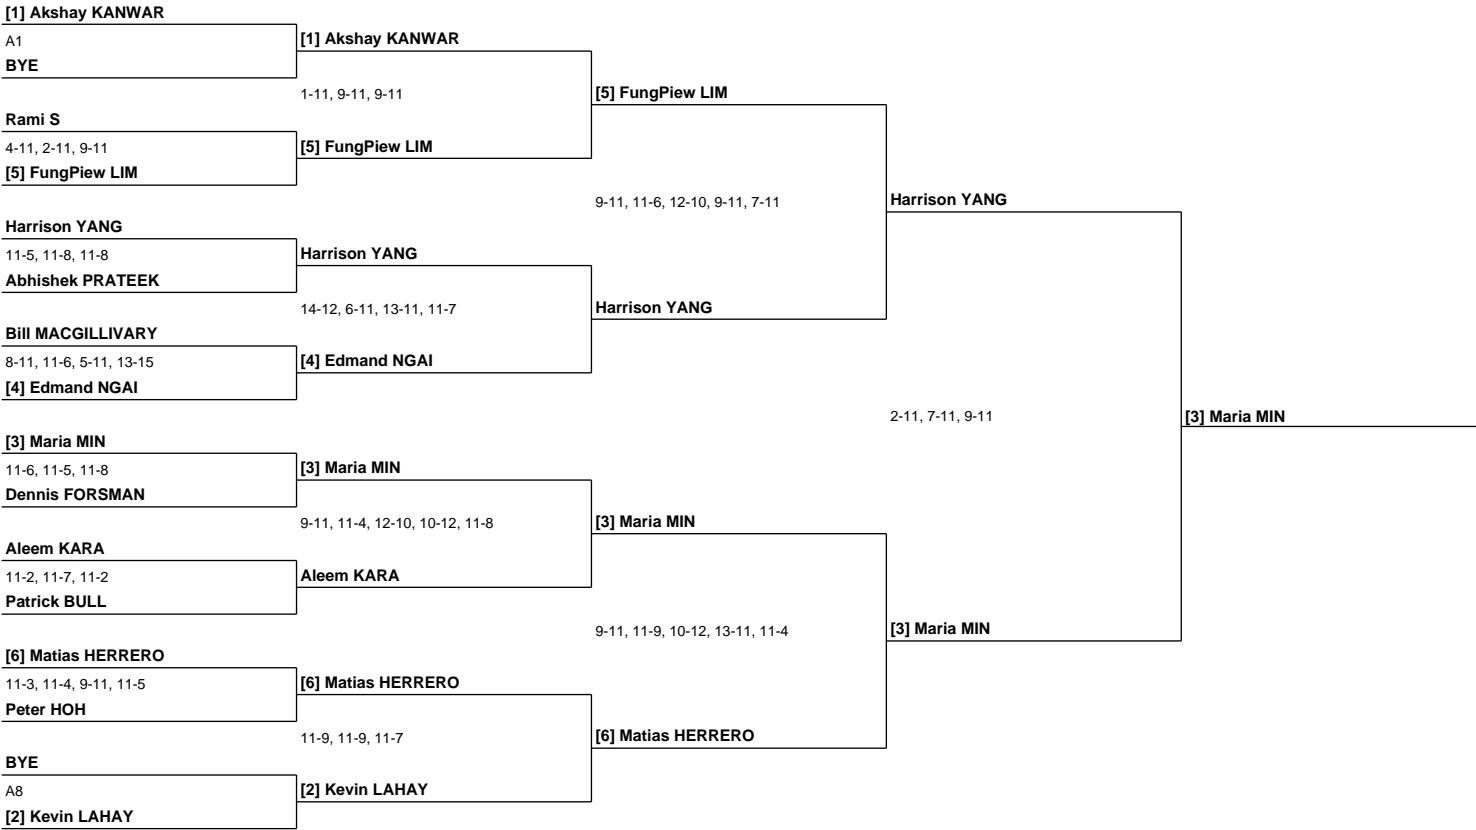 [1] Akshay KANWAR
A1
BYE
Rami S
4-11, 2-11, 9-11
[5] FungPiew LIM
Harrison YANG
11-5, 11-8, 11-8
Abhishek PRATEEK
Bill MACGILLIVARY
8-11, 11-6, 5-11, 13-15
[4] Edmand NGAI
[3] Maria MIN
11-6, 11-5, 11-8
Dennis FORSMAN
Aleem KARA
11-2, 11-7, 11-2
Patrick BULL
[6] Matias HERRERO
11-3, 11-4, 9-11, 11-5
Peter HOH
BYE
A8
[2] Kevin LAHAY
[1] Akshay KANWAR
1-11, 9-11, 9-11
[5] FungPiew LIM
Harrison YANG
14-12, 6-11, 13-11, 11-7
[4] Edmand NGAI
[3] Maria MIN
9-11, 11-4, 12-10, 10-12, 11-8
Aleem KARA
[6] Matias HERRERO
11-9, 11-9, 11-7
[2] Kevin LAHAY
[5] FungPiew LIM
9-11, 11-6, 12-10, 9-11, 7-11
Harrison YANG
[3] Maria MIN
9-11, 11-9, 10-12, 13-11, 11-4
[6] Matias HERRERO
Harrison YANG
2-11, 7-11, 9-11
[3] Maria MIN
[3] Maria MIN